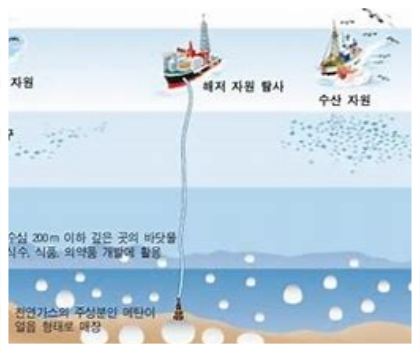 자원
해저 자원 탐사
수산 자원
구
수심 200m 이하 깊은 곳의 바닷물
식수, 식품, 의약품 개발에 활용
천연가스의 주성분인 메탄이
얼음 형태로 매장